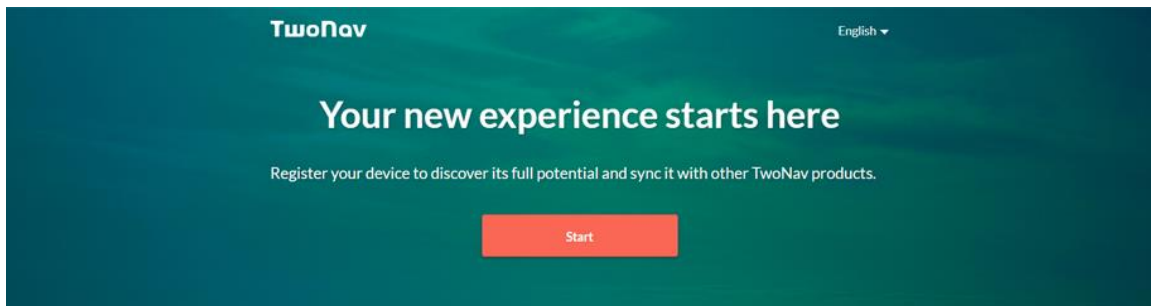 TwoNav
English
Your new experience starts here
Register your device to discover its full potential and sync it with other TwoNav products.
Start